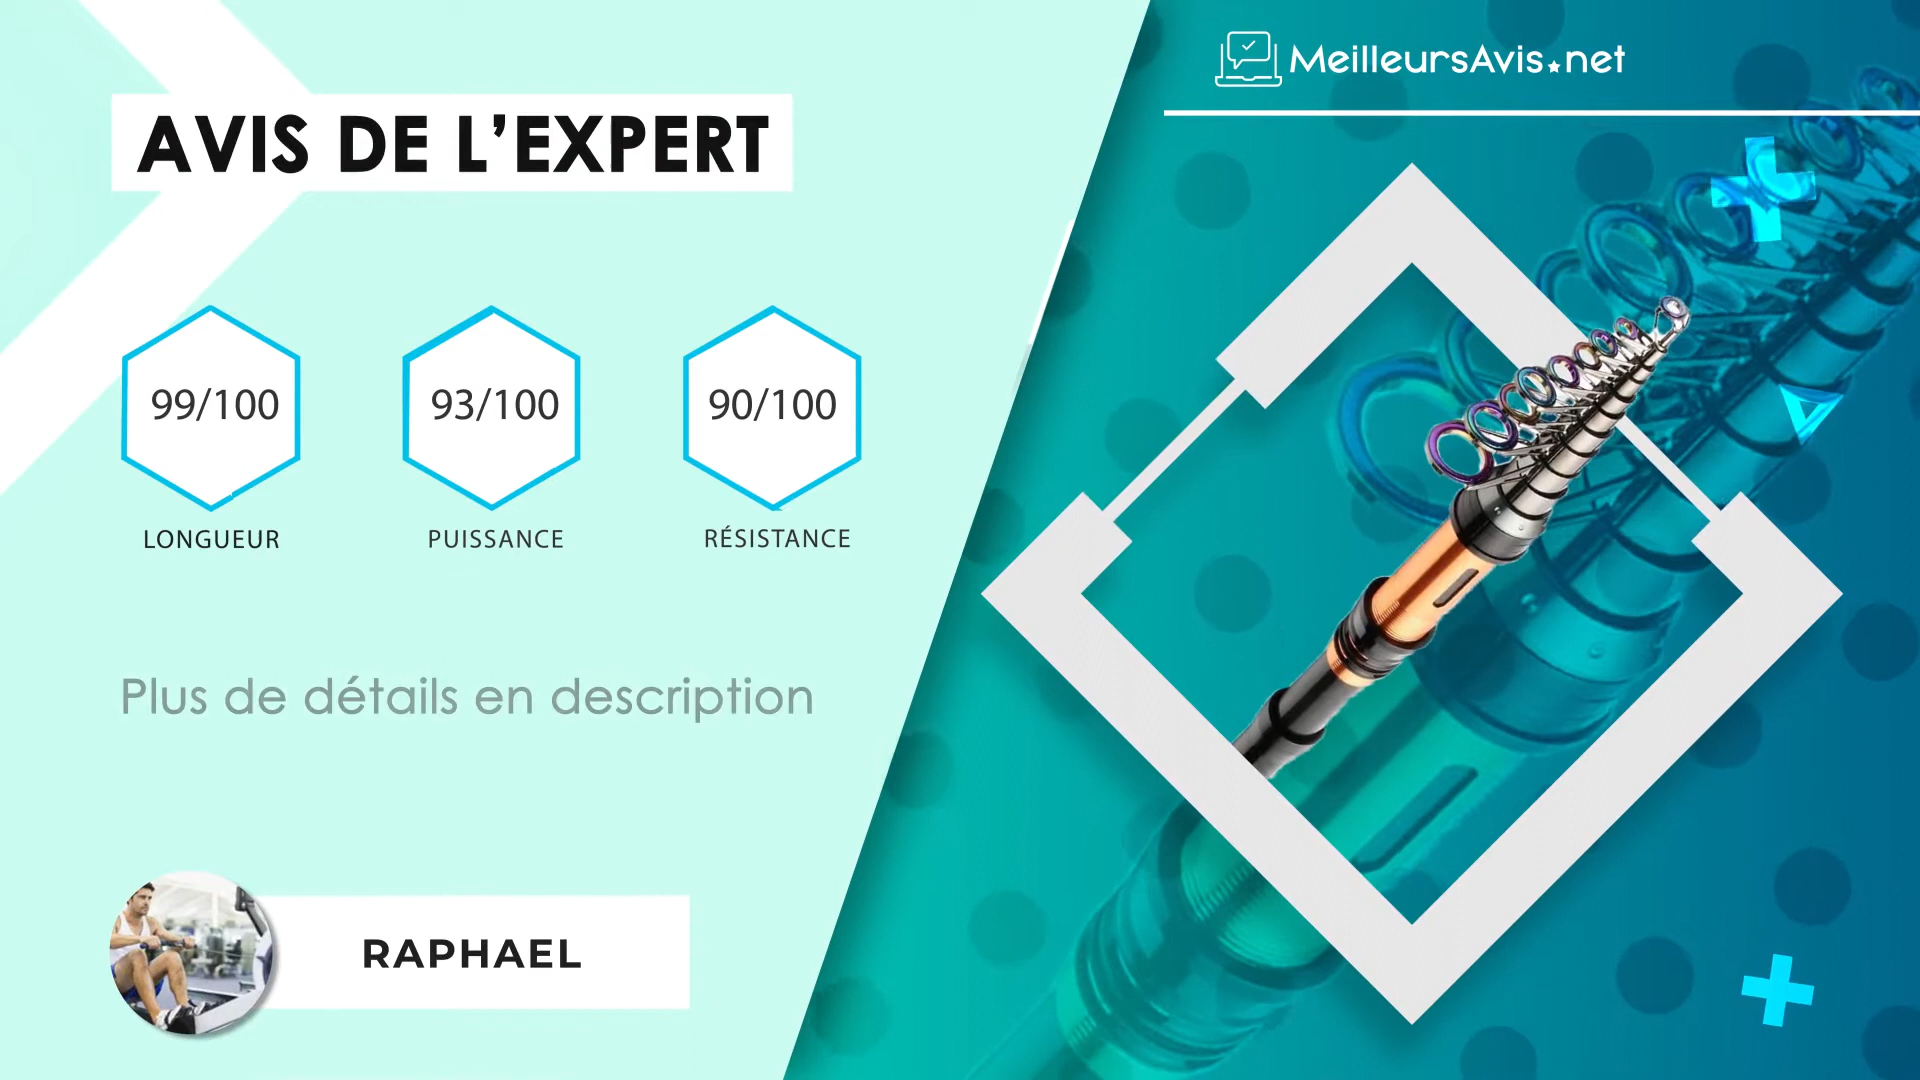 AVIS DE L’EXPERT
99/100
93/100
90/100
LONGUEUR
PUISSANCE
RÉSISTANCE
Plus de détails en description
RAPHAEL
MeilleursAvis★net